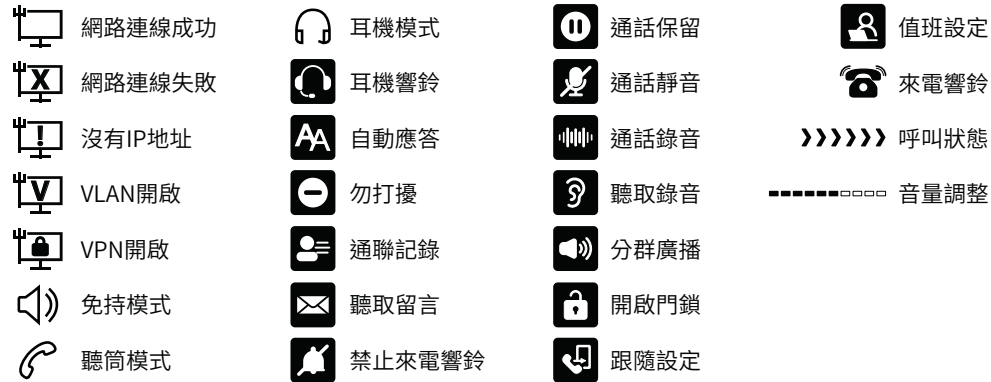 網路連線成功
網路連線失敗
沒有IP地址
VLAN開啟
VPN開啟
免持模式
聽筒模式
耳機模式
耳機響鈴
自動應答
勿打擾
通聯記錄
聽取留言
禁止來電響鈴
通話保留
通話靜音
通話錄音
聽取錄音
分群廣播
開啟門鎖
跟隨設定
值班設定
來電響鈴
呼叫狀態
音量調整